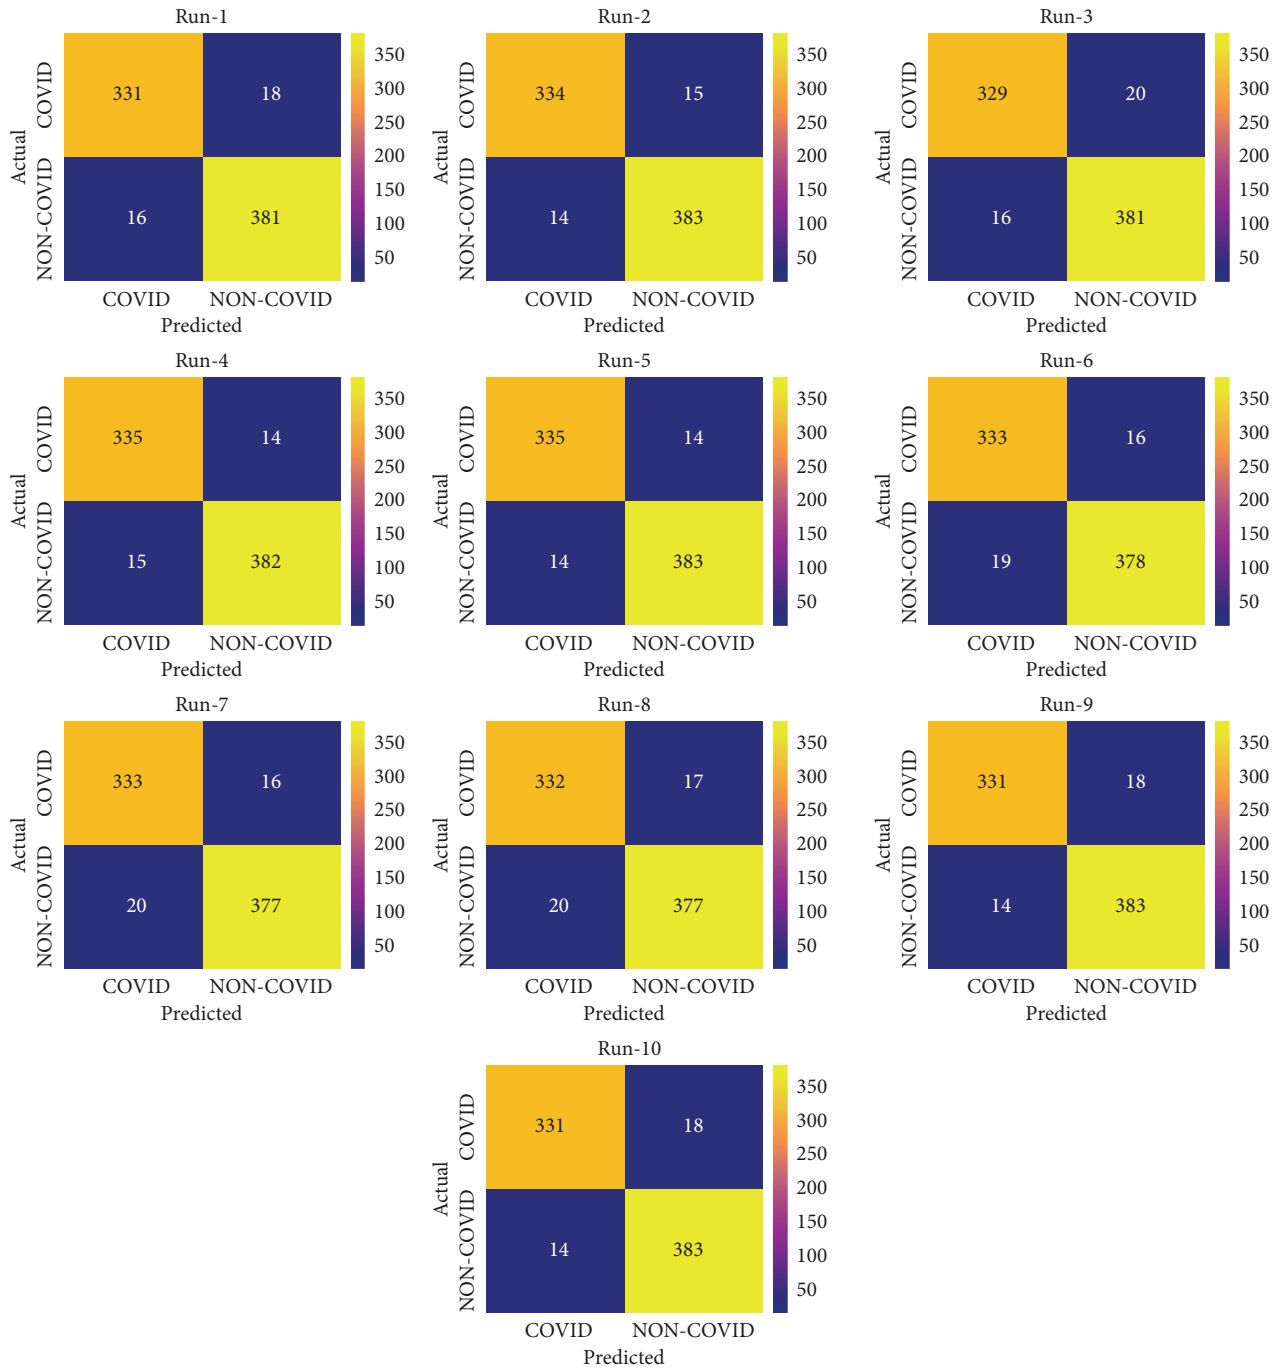 Run-1
331 18
16 381
COVID
NON-COVID
Actual
COVID NON-COVID
Predicted
350
300
250
200
150
100
50
Run-2
334 15
14 383
COVID
NON-COVID
Actual
COVID NON-COVID
Predicted
350
300
250
200
150
100
50
Run-3
329 20
16 381
COVID
NON-COVID
Actual
COVID NON-COVID
Predicted
350
300
250
200
150
100
50
Run-4
335 14
15 382
COVID
NON-COVID
Actual
COVID NON-COVID
Predicted
350
300
250
200
150
100
50
Run-5
335 14
14 383
COVID
NON-COVID
Actual
COVID NON-COVID
Predicted
350
300
250
200
150
100
50
Run-6
333 16
19 378
COVID
NON-COVID
Actual
COVID NON-COVID
Predicted
350
300
250
200
150
100
50
Run-7
333 16
20 377
COVID
NON-COVID
Actual
COVID NON-COVID
Predicted
350
300
250
200
150
100
50
Run-8
332 17
20 377
COVID
NON-COVID
Actual
COVID NON-COVID
Predicted
350
300
250
200
150
100
50
Run-9
331 18
14 383
COVID
NON-COVID
Actual
COVID NON-COVID
Predicted
350
300
250
200
150
100
50
Run-10
331 18
14 383
COVID
NON-COVID
Actual
COVID NON-COVID
Predicted
350
300
250
200
150
100
50